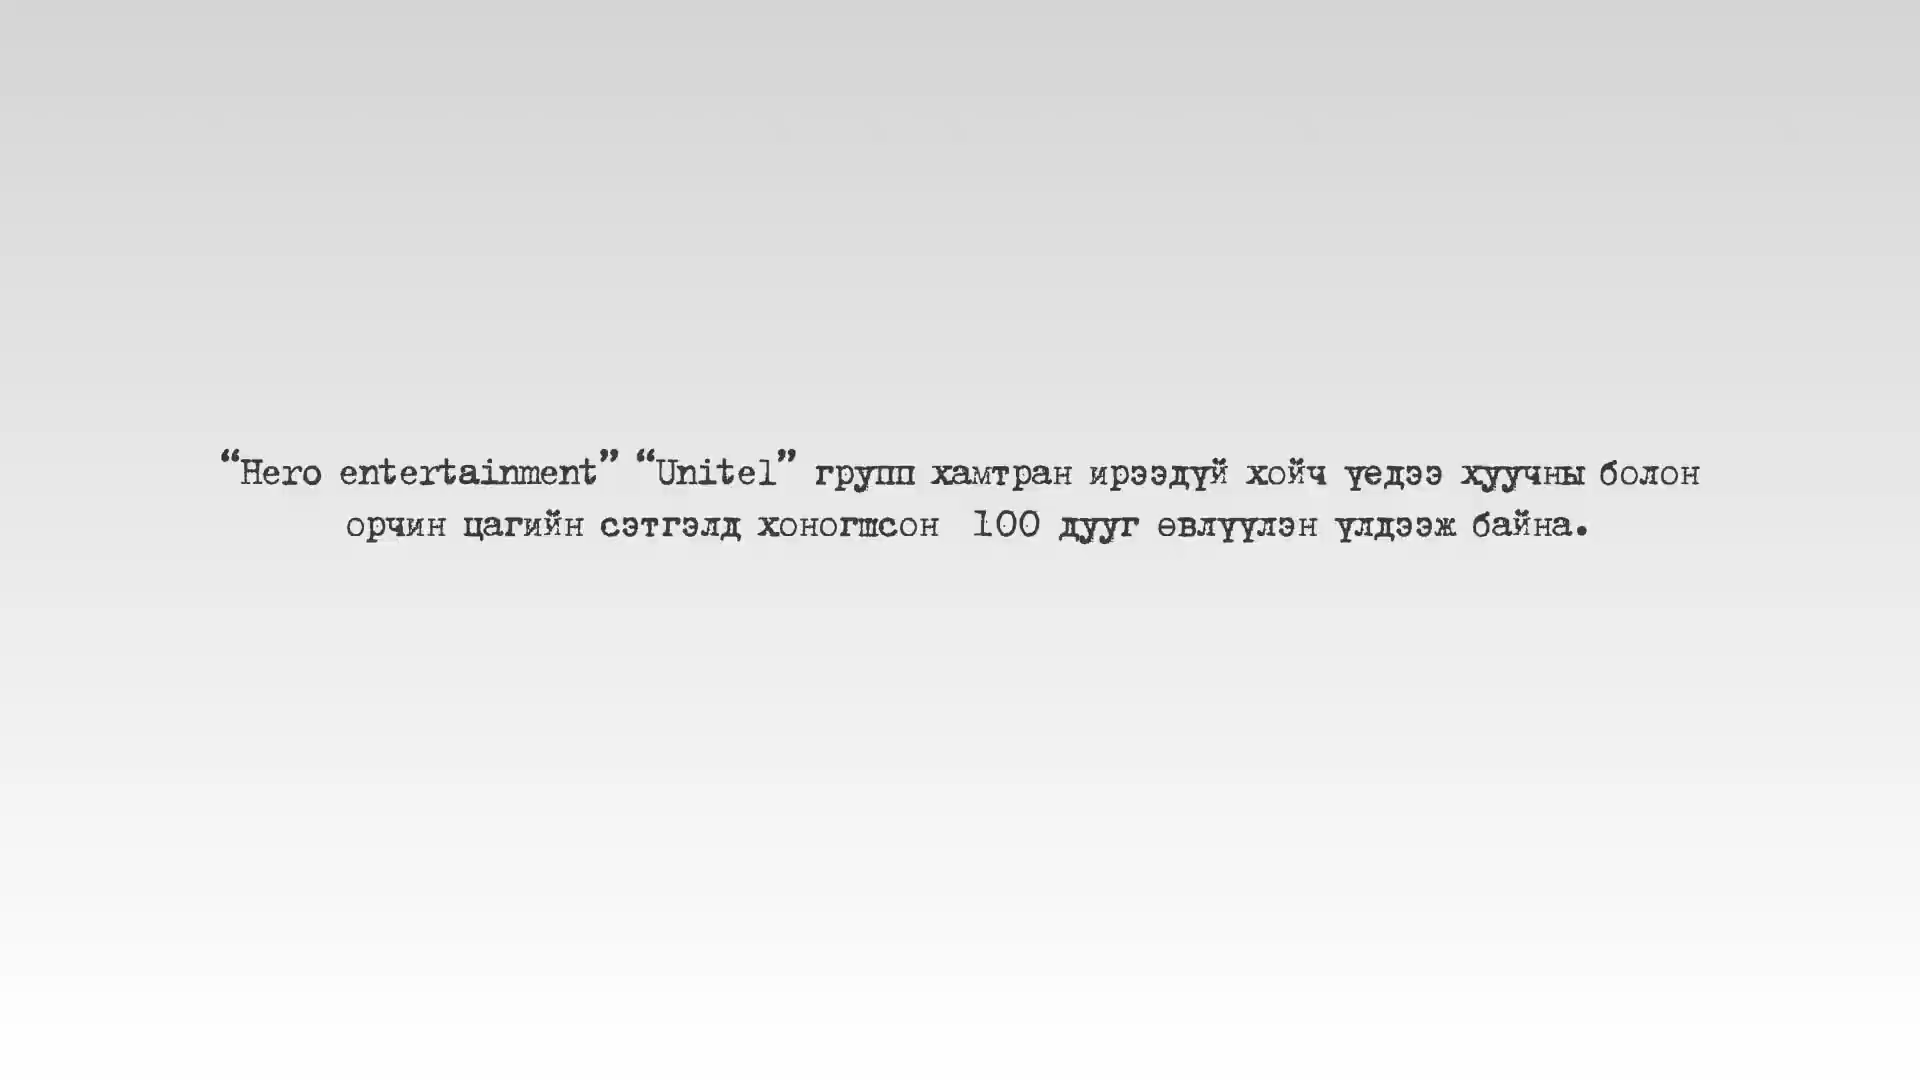 “Hero entertainment” “Unitel” групп хамтран ирээдүй хойч үедээ хуучны болон
орчин цагийн сэтгэлд хоногшсон 100 дууг өвлүүлэн үлдээж байна.